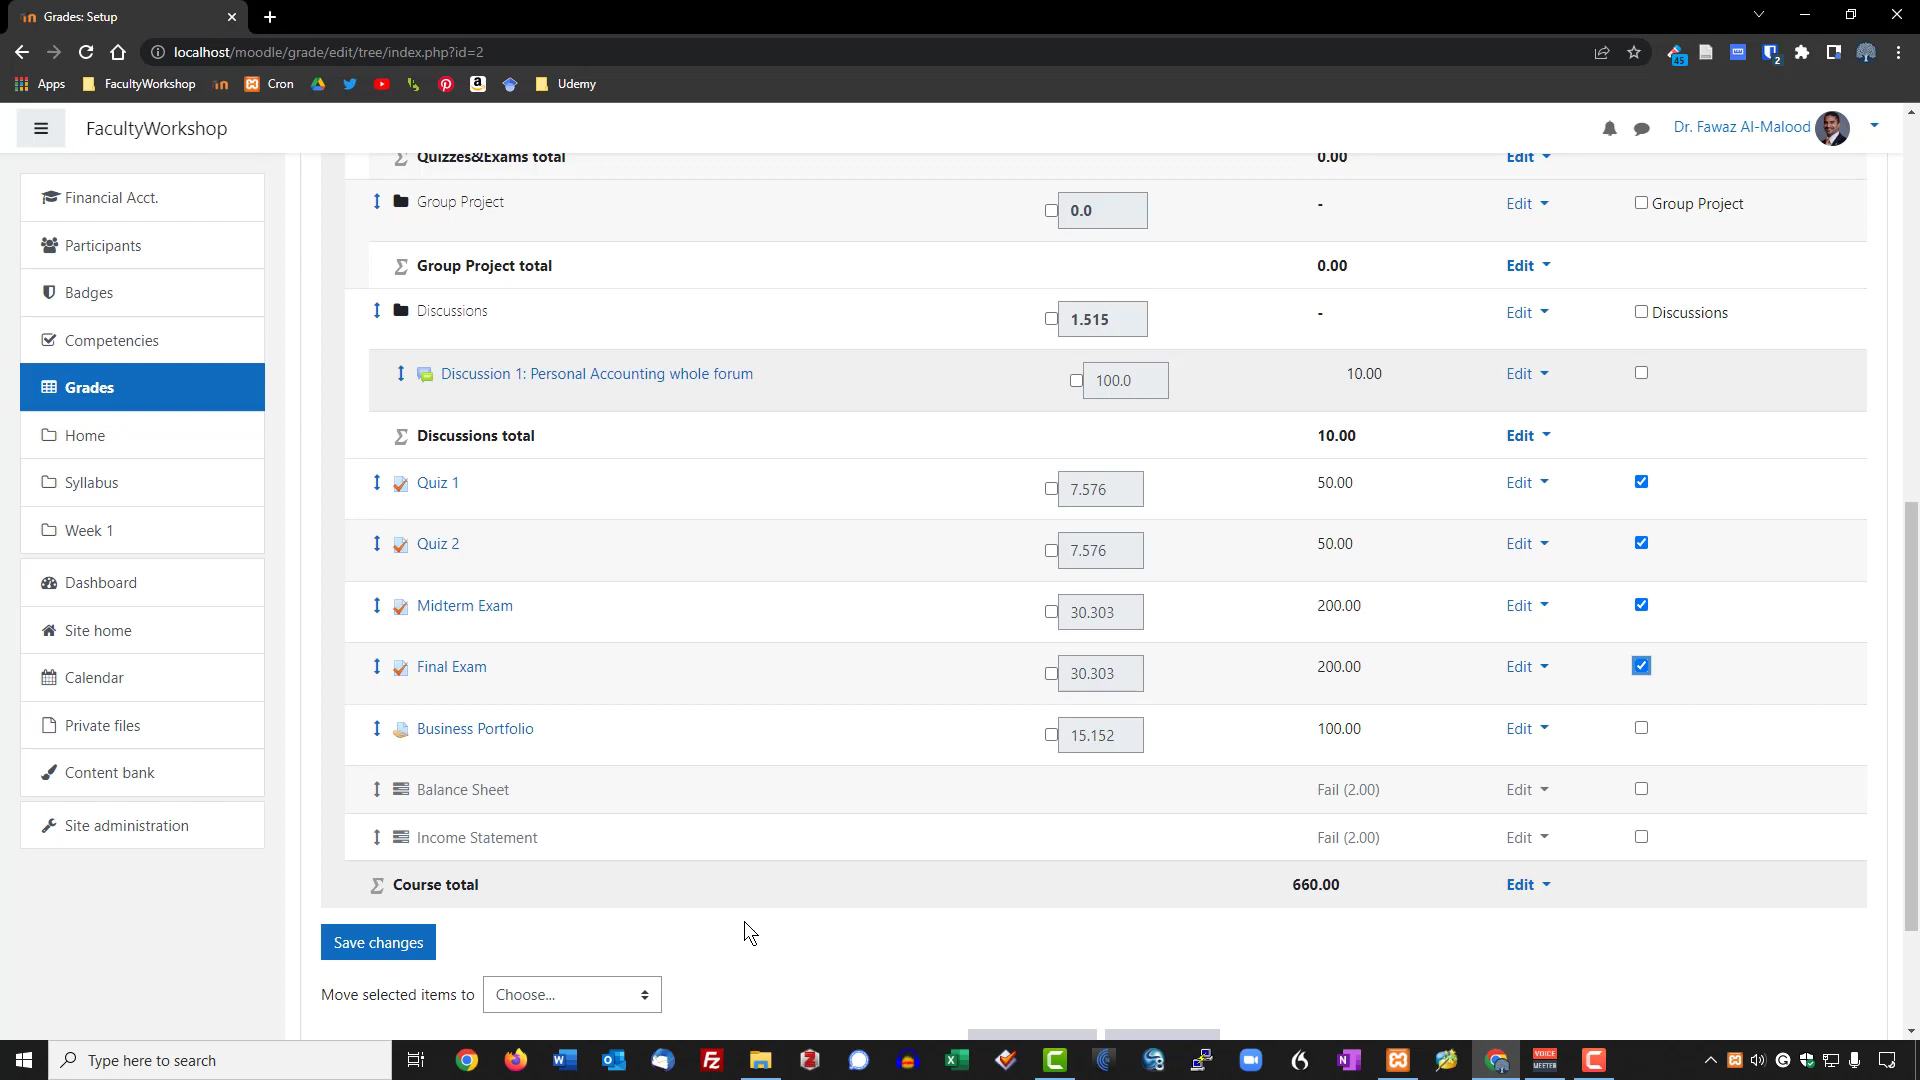 Grades: Setup
localhost/moodle/grade/edit/tree/index.php?id=2
45
2
Apps FacultyWorkshop Cron Udemy
FacultyWorkshop
Dr. Fawaz Al-Malood
Financial Acct.
Participants
Badges
Competencies
Grades
Home
Syllabus
Week 1
Dashboard
Site home
Calendar
Private files
Content bank
Site administration
Quizzes&Exams total 0.00 Edit
Group Project 0.0 - Edit Group Project
Group Project total 0.00 Edit
Discussions 1.515 - Edit Discussions
Discussion 1: Personal Accounting whole forum 100.0 10.00 Edit
Discussions total 10.00 Edit
Quiz 1 7.576 50.00 Edit
Quiz 2 7.576 50.00 Edit
Midterm Exam 30.303 200.00 Edit
Final Exam 30.303 200.00 Edit
Business Portfolio 15.152 100.00 Edit
Balance Sheet Fail (2.00) Edit
Income Statement Fail (2.00) Edit
Course total 660.00 Edit
Save changes
Move selected items to Choose...
Type here to search
VOICE
MEETER